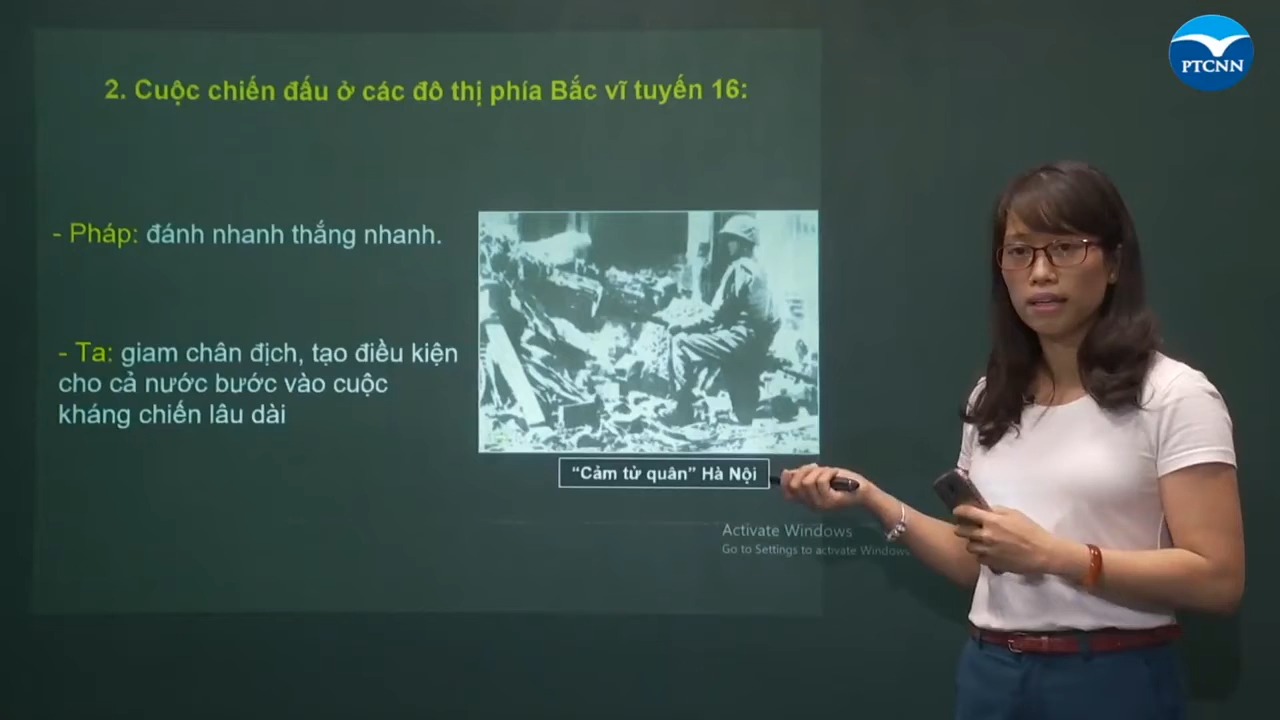 PTCNN
2. Cuộc chiến đấu ở các đô thị phía Bắc vĩ tuyến 16:
- Pháp: đánh nhanh thắng nhanh.
- Ta: giam chân địch, tạo điều kiện
cho cả nước bước vào cuộc
kháng chiến lâu dài
“Cảm tử quân” Hà Nội
Activate Windows
Go to Settings to activate Windows